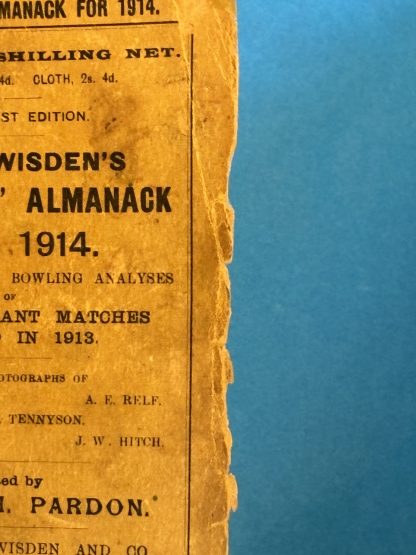 MANACK FOR 1914.
SHILLING NET.
4d. CLOTH, 2s. 4d.
ST EDITION.
WISDEN'S
' ALMANACK
1914.
BOWLING ANALYSES
OF
ANT MATCHES
IN 1913.
OTOGRAPHS OF
A. E. RELF.
TENNYSON.
J. W. HITCH.
ed by
H. PARDON.
WISDEN AND CO